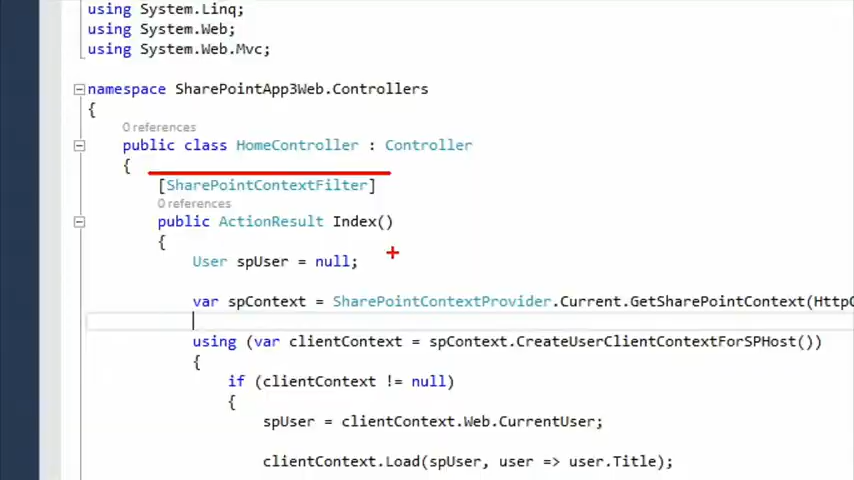 using System.Linq;
using System.Web;
using System.Web.Mvc;
namespace SharePointApp3Web.Controllers
{
0 references
public class HomeController : Controller
{
[SharePointContextFilter]
0 references
public ActionResult Index()
{
User spUser = null;
var spContext = SharePointContextProvider.Current.GetSharePointContext(HttpC
using (var clientContext = spContext.CreateUserClientContextForSPHost())
{
if (clientContext != null)
{
spUser = clientContext.Web.CurrentUser;
clientContext.Load(spUser, user => user.Title);